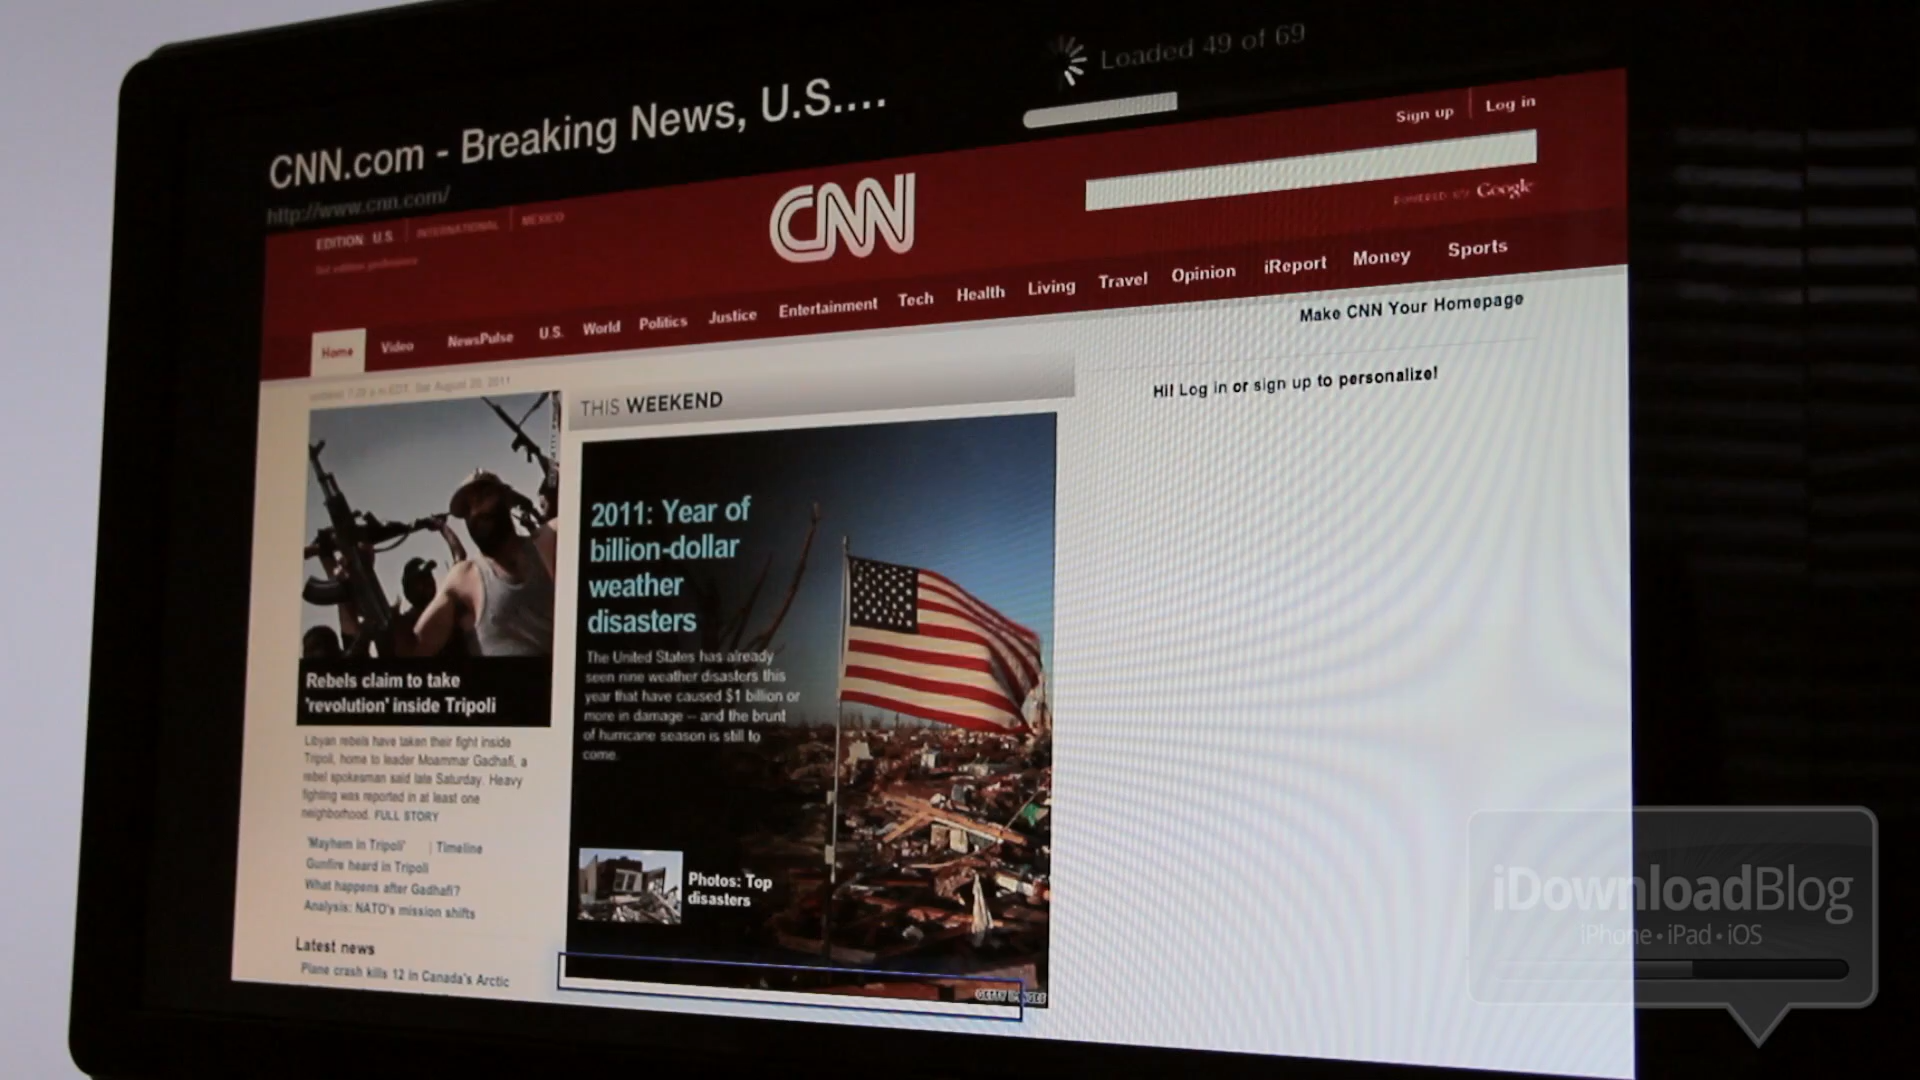 Loaded 49 of 69
CNN.com - Breaking News, U.S....
http://www.cnn.com/
Sign up
Log in
CNN
POWERED BY Google
EDITION: U.S.
INTERNATIONAL
MÉXICO
Set edition preference
Home
Video
NewsPulse
U.S.
World
Politics
Justice
Entertainment
Tech
Health
Living
Travel
Opinion
iReport
Money
Sports
Make CNN Your Homepage
Hi! Log in or sign up to personalize!
THIS WEEKEND
Rebels claim to take
'revolution' inside Tripoli
Libyan rebels have taken their fight inside
Tripoli, home to leader Moammar Gadhafi, a
rebel spokesman said late Saturday. Heavy
fighting was reported in at least one
neighborhood. FULL STORY
'Mayhem in Tripoli'
Timeline
Gunfire heard in Tripoli
What happens after Gadhafi?
Analysis: NATO's mission shifts
Latest news
Plane crash kills 12 in Canada's Arctic
2011: Year of
billion-dollar
weather
disasters
The United States has already
seen nine weather disasters this
year that have caused $1 billion or
more in damage -- and the brunt
of hurricane season is still to
come.
Photos: Top
disasters
GETTY IMAGES
iDownloadBlog
iPhone • iPad • iOS